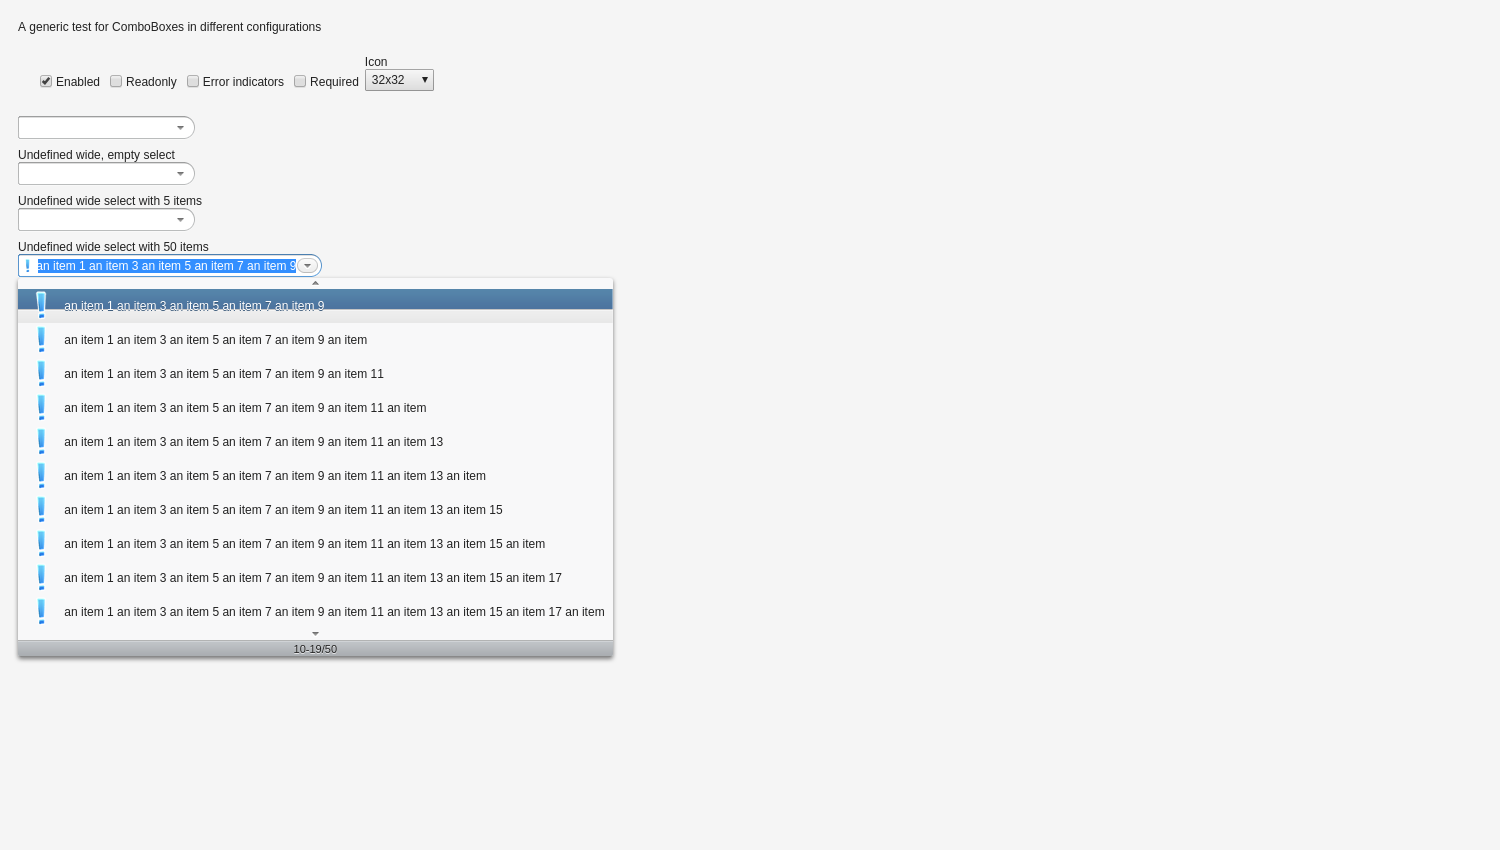 A generic test for ComboBoxes in different configurations
Icon
Enabled Readonly Error indicators Required 32x32
Undefined wide, empty select
Undefined wide select with 5 items
Undefined wide select with 50 items
an item 1 an item 3 an item 5 an item 7 an item 9
an item 1 an item 3 an item 5 an item 7 an item 9
an item 1 an item 3 an item 5 an item 7 an item 9 an item
an item 1 an item 3 an item 5 an item 7 an item 9 an item 11
an item 1 an item 3 an item 5 an item 7 an item 9 an item 11 an item
an item 1 an item 3 an item 5 an item 7 an item 9 an item 11 an item 13
an item 1 an item 3 an item 5 an item 7 an item 9 an item 11 an item 13 an item
an item 1 an item 3 an item 5 an item 7 an item 9 an item 11 an item 13 an item 15
an item 1 an item 3 an item 5 an item 7 an item 9 an item 11 an item 13 an item 15 an item
an item 1 an item 3 an item 5 an item 7 an item 9 an item 11 an item 13 an item 15 an item 17
an item 1 an item 3 an item 5 an item 7 an item 9 an item 11 an item 13 an item 15 an item 17 an item
10-19/50